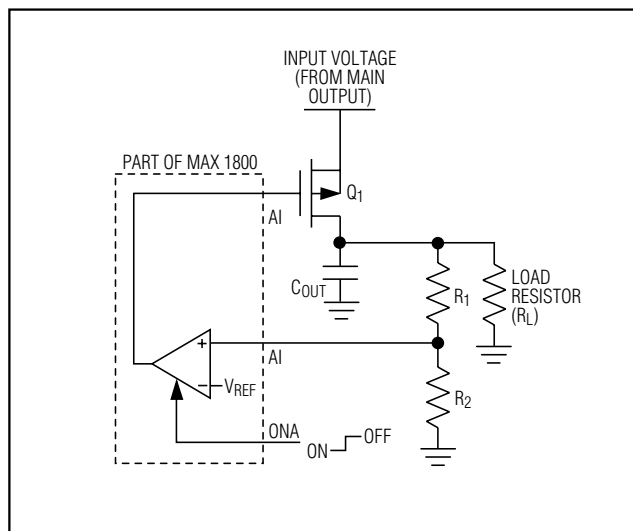 INPUT VOLTAGE
(FROM MAIN
OUTPUT)
PART OF MAX 1800
Q1
AI
COUT
R1
LOAD
RESISTOR
(RL)
+
AI
−
VREF
R2
ONA
ON
OFF